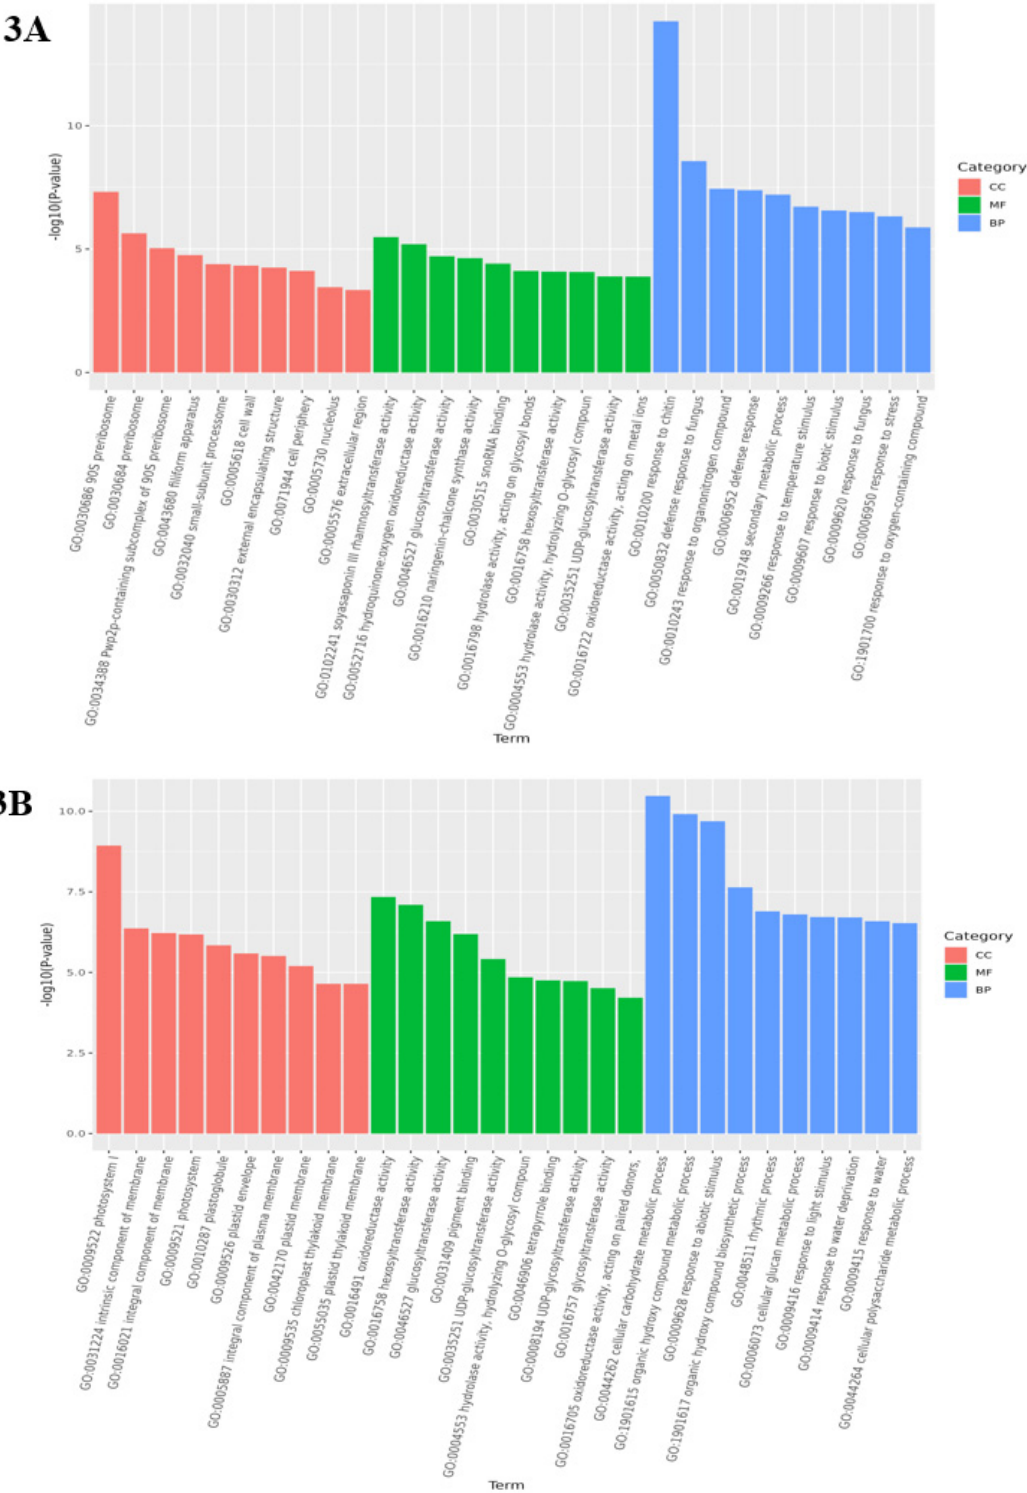 3A
10
5
0
-log10(P-value)
Category
CC
MF
BP
GO:0030686 90S preribosome
GO:0030684 preribosome
GO:0034388 Pwp2p-containing subcomplex of 90S preribosome
GO:0043680 filiform apparatus
GO:0032040 small-subunit processome
GO:0005618 cell wall
GO:0030312 external encapsulating structure
GO:0071944 cell periphery
GO:0005730 nucleolus
GO:0005576 extracellular region
GO:0102241 soyasaponin III rhamnosyltransferase activity
GO:0052716 hydroquinone:oxygen oxidoreductase activity
GO:0046527 glucosyltransferase activity
GO:0016210 naringenin-chalcone synthase activity
GO:0030515 snoRNA binding
GO:0016798 hydrolase activity, acting on glycosyl bonds
GO:0016758 hexosyltransferase activity
GO:0004553 hydrolase activity, hydrolyzing O-glycosyl compoun
GO:0035251 UDP-glucosyltransferase activity
GO:0016722 oxidoreductase activity, acting on metal ions
GO:0010200 response to chitin
GO:0050832 defense response to fungus
GO:0010243 response to organonitrogen compound
GO:0006952 defense response
GO:0019748 secondary metabolic process
GO:0009266 response to temperature stimulus
GO:0009607 response to biotic stimulus
GO:0009620 response to fungus
GO:0006950 response to stress
GO:1901700 response to oxygen-containing compound
Term
3B
10.0
7.5
5.0
2.5
0.0
-log10(P-value)
Category
CC
MF
BP
GO:0009522 photosystem I
GO:0031224 intrinsic component of membrane
GO:0016021 integral component of membrane
GO:0009521 photosystem
GO:0010287 plastoglobule
GO:0009526 plastid envelope
GO:0005887 integral component of plasma membrane
GO:0042170 plastid membrane
GO:0009535 chloroplast thylakoid membrane
GO:0055035 plastid thylakoid membrane
GO:0016491 oxidoreductase activity
GO:0016758 hexosyltransferase activity
GO:0046527 glucosyltransferase activity
GO:0031409 pigment binding
GO:0035251 UDP-glucosyltransferase activity
GO:0004553 hydrolase activity, hydrolyzing O-glycosyl compoun
GO:0046906 tetrapyrrole binding
GO:0008194 UDP-glycosyltransferase activity
GO:0016757 glycosyltransferase activity
GO:0016705 oxidoreductase activity, acting on paired donors,
GO:0044262 cellular carbohydrate metabolic process
GO:1901615 organic hydroxy compound metabolic process
GO:0009628 response to abiotic stimulus
GO:1901617 organic hydroxy compound biosynthetic process
GO:0048511 rhythmic process
GO:0006073 cellular glucan metabolic process
GO:0009416 response to light stimulus
GO:0009414 response to water deprivation
GO:0009415 response to water
GO:0044264 cellular polysaccharide metabolic process
Term